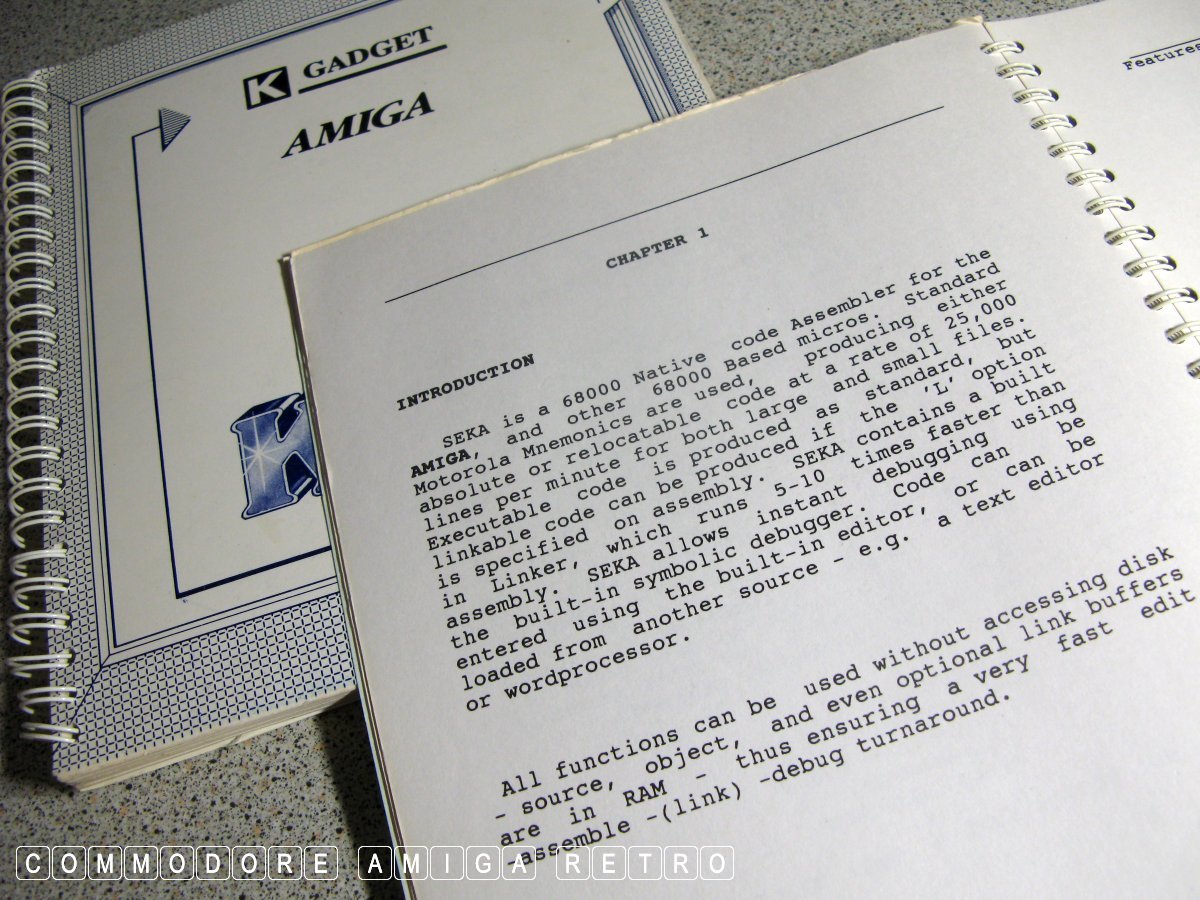 K GADGET
AMIGA
K
Features
CHAPTER 1
INTRODUCTION
SEKA is a 68000 Native code Assembler for the
AMIGA, and other 68000 Based micros. Standard
Motorola Mnemonics are used, producing either
absolute or relocatable code at a rate of 25,000
lines per minute for both large and small files.
Executable code is produced as standard, but
linkable code can be produced if the 'L' option
is specified on assembly. SEKA contains a built
in Linker, which runs 5-10 times faster than
assembly. SEKA allows instant debugging using
the built-in symbolic debugger. Code can be
entered using the built-in editor, or can be
loaded from another source - e.g. a text editor
or wordprocessor.
All functions can be used without accessing disk
- source, object, and even optional link buffers
are in RAM - thus ensuring a very fast edit
-assemble -(link) -debug turnaround.
COMMODORE AMIGA RETRO